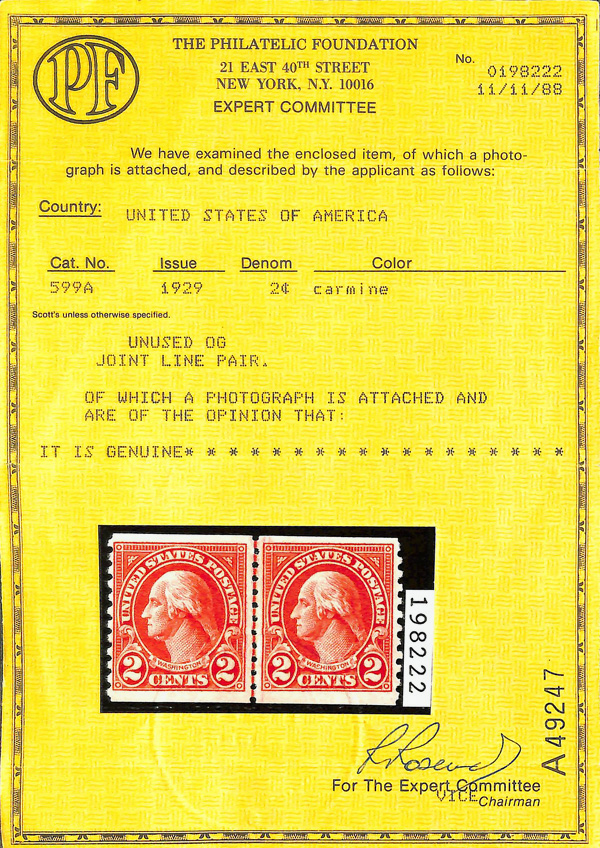 PF
THE PHILATELIC FOUNDATION
21 EAST 40TH STREET
NEW YORK, N.Y. 10016
EXPERT COMMITTEE
No. 0198222
11/11/88
We have examined the enclosed item, of which a photo-
graph is attached, and described by the applicant as follows:
Country: UNITED STATES OF AMERICA
Cat. No. Issue Denom Color
599A 1929 2¢ carmine
Scott's unless otherwise specified.
UNUSED OG
JOINT LINE PAIR.
OF WHICH A PHOTOGRAPH IS ATTACHED AND
ARE OF THE OPINION THAT:
IT IS GENUINE* * * * * * * * * * * * * * * * * * * * * * * * * *
UNITED STATES POSTAGE UNITED STATES POSTAGE
WASHINGTON WASHINGTON
2 CENTS 2 2 CENTS 2
198222
A 49247
For The Expert Committee
VICE Chairman